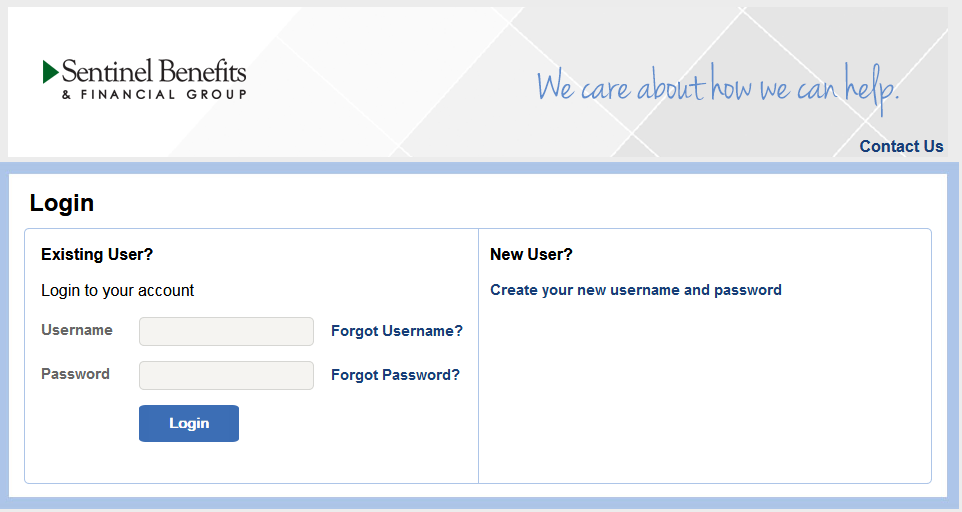 Sentinel Benefits
& FINANCIAL GROUP
We care about how we can help.
Contact Us
Login
Existing User?
Login to your account
Username
Forgot Username?
Password
Forgot Password?
Login
New User?
Create your new username and password